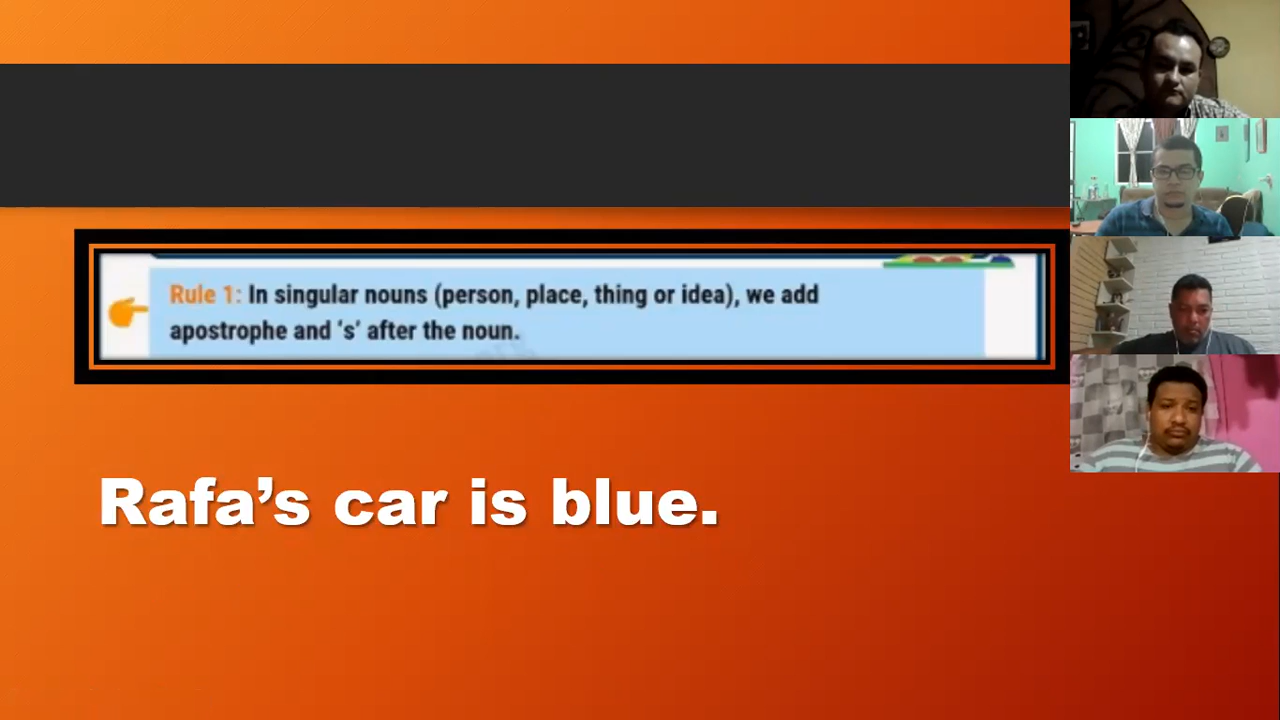 Rule 1: In singular nouns (person, place, thing or idea), we add
apostrophe and ‘s’ after the noun.
Rafa’s car is blue.